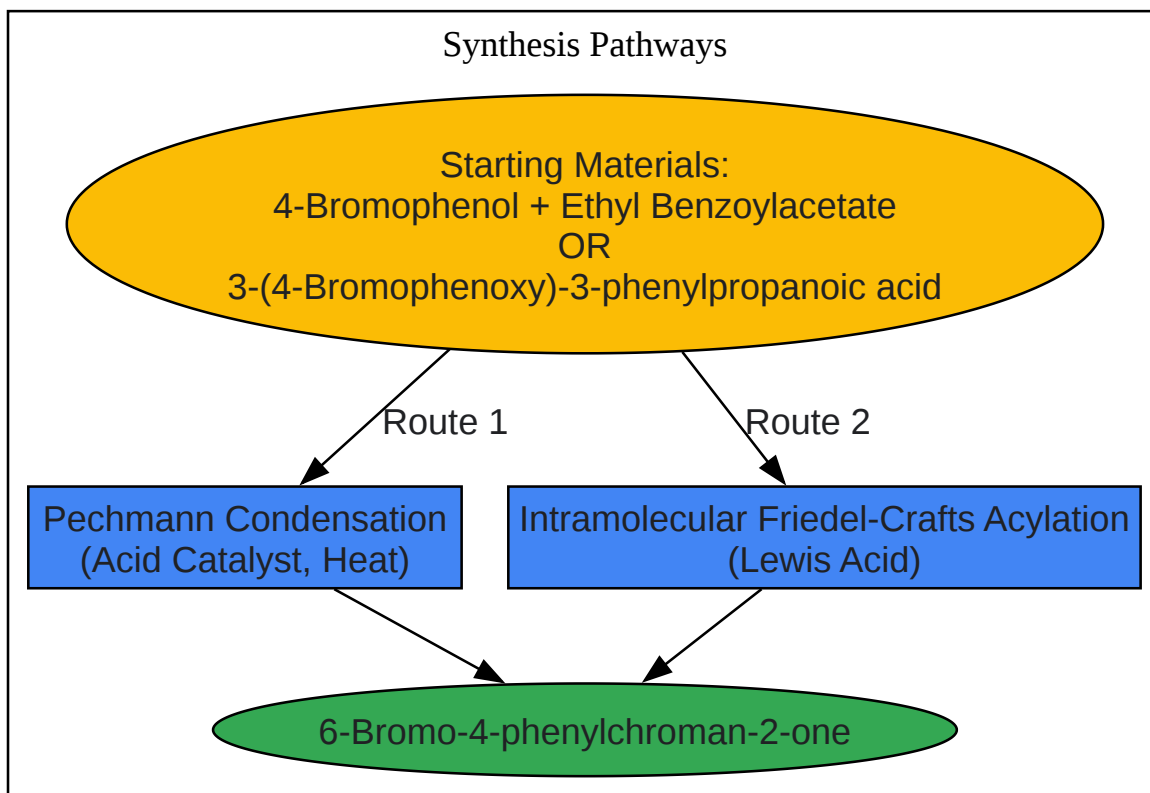 Synthesis Pathways
Starting Materials:
4-Bromophenol + Ethyl Benzoylacetate
OR
3-(4-Bromophenoxy)-3-phenylpropanoic acid
Route 1
Route 2
Pechmann Condensation
(Acid Catalyst, Heat)
Intramolecular Friedel-Crafts Acylation
(Lewis Acid)
6-Bromo-4-phenylchroman-2-one